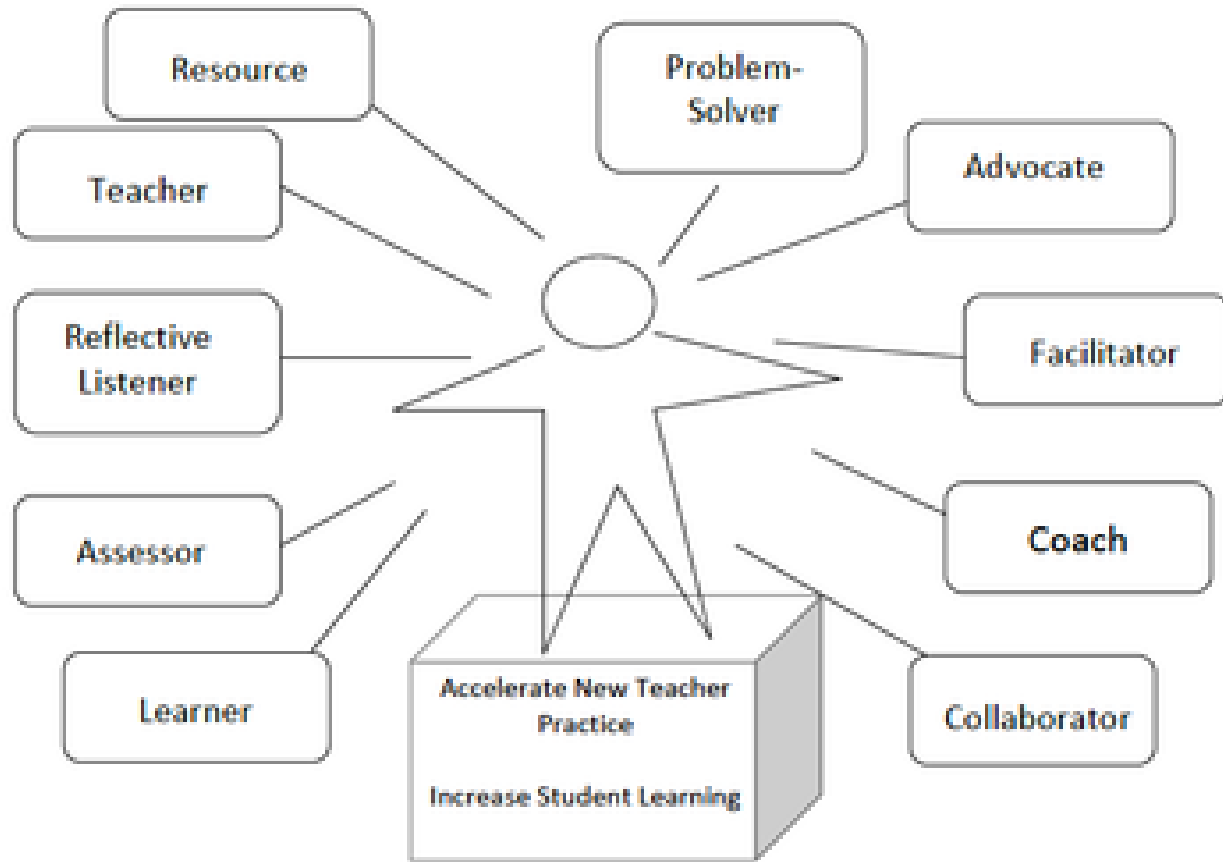 Resource
Problem-
Solver
Advocate
Teacher
Reflective
Listener
Facilitator
Assessor
Coach
Learner
Collaborator
Accelerate New Teacher
Practice
Increase Student Learning